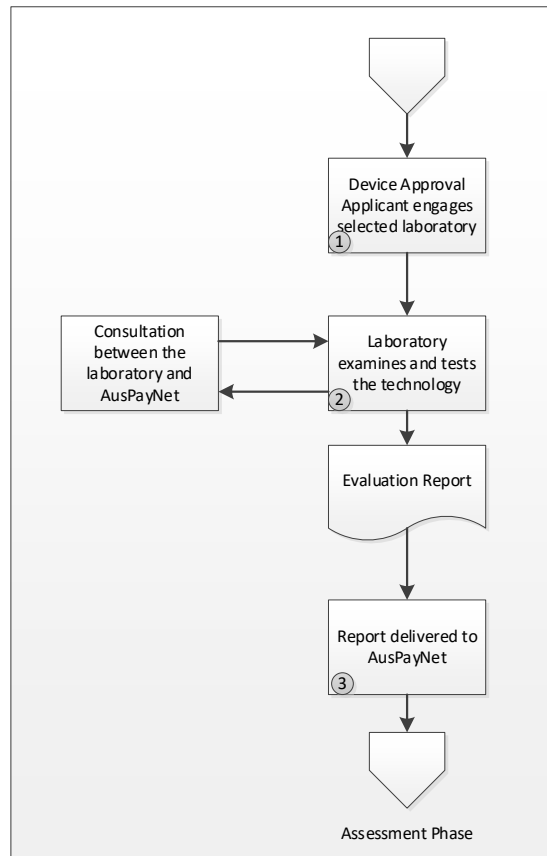 Device Approval
Applicant engages
selected laboratory
1
Consultation
between the
laboratory and
AusPayNet
Laboratory
examines and tests
the technology
2
Evaluation Report
Report delivered to
AusPayNet
3
Assessment Phase